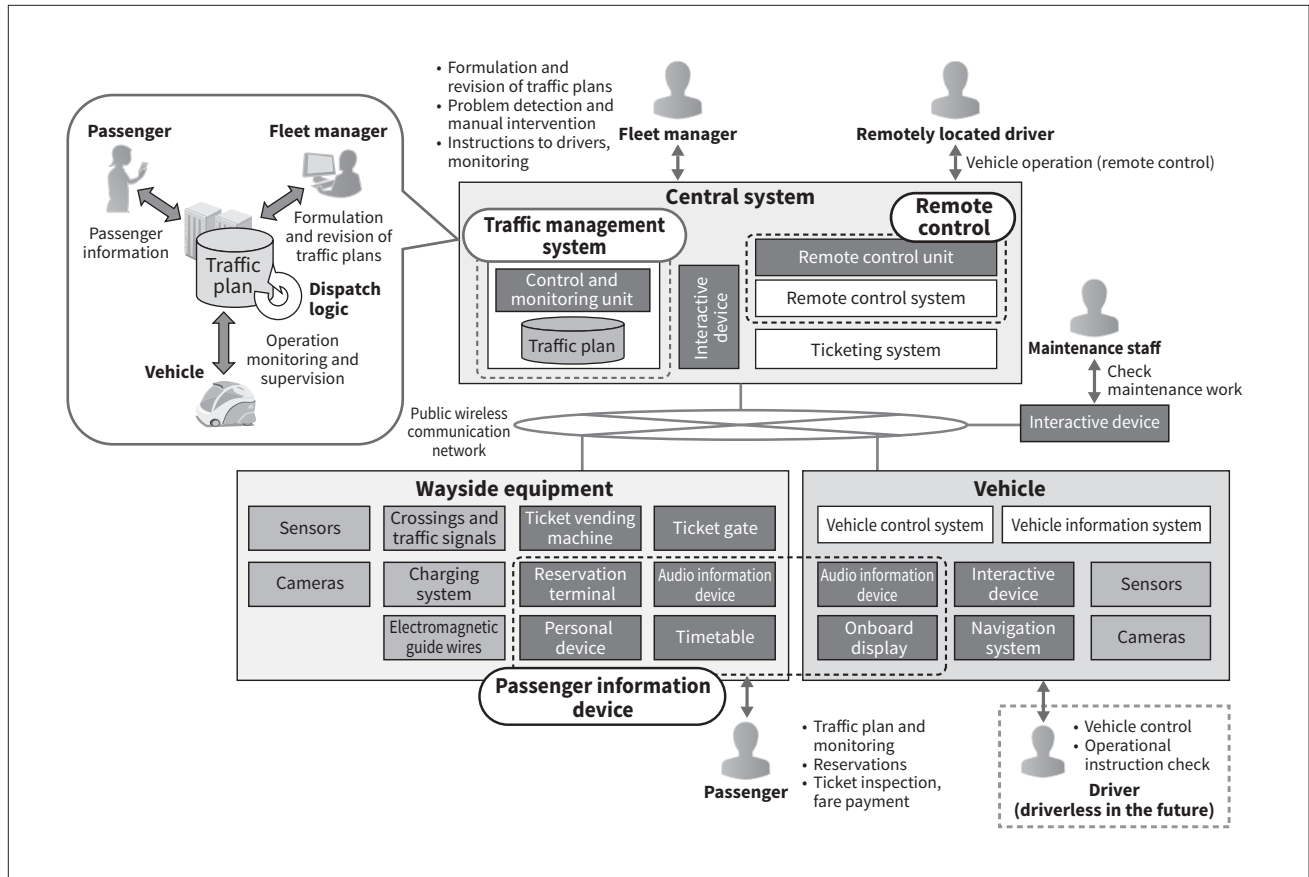 • Formulation and
revision of traffic plans
• Problem detection and
manual intervention
• Instructions to drivers,
monitoring
Fleet manager
Remotely located driver
Vehicle operation (remote control)
Passenger
Fleet manager
Passenger
information
Formulation
and revision of
traffic plans
Traffic
plan
Dispatch
logic
Operation
monitoring and
supervision
Vehicle
Central system
Traffic management
system
Control and
monitoring unit
Traffic plan
Interactive
device
Remote
control
Remote control unit
Remote control system
Ticketing system
Maintenance staff
Check
maintenance work
Interactive device
Public wireless
communication
network
Wayside equipment
Sensors
Crossings and
traffic signals
Ticket vending
machine
Ticket gate
Cameras
Charging
system
Reservation
terminal
Audio information
device
Electromagnetic
guide wires
Personal
device
Timetable
Passenger information
device
Vehicle
Vehicle control system
Vehicle information system
Audio information
device
Interactive
device
Sensors
Onboard
display
Navigation
system
Cameras
Passenger
• Traffic plan and
monitoring
• Reservations
• Ticket inspection,
fare payment
• Vehicle control
• Operational
instruction check
Driver
(driverless in the future)